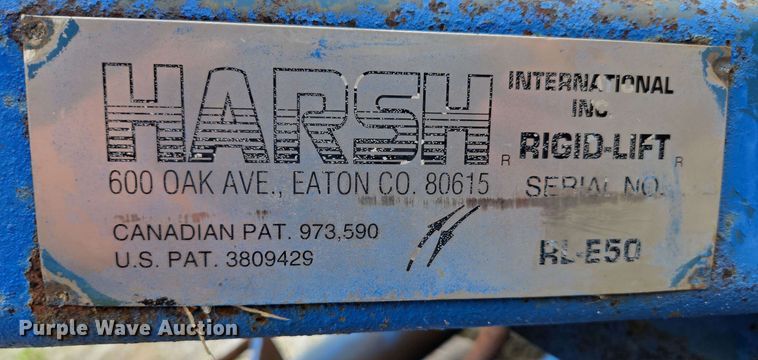 HARSH
INTERNATIONAL
INC
R RIGID-LIFT R
600 OAK AVE., EATON CO. 80615
SERIAL NO.
CANADIAN PAT. 973,590
U.S. PAT. 3809429
RL-E50
Purple Wave Auction